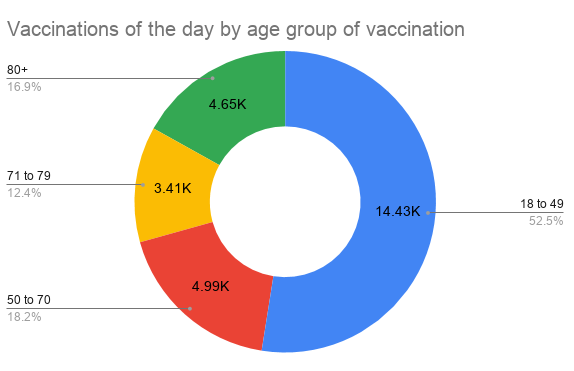 Vaccinations of the day by age group of vaccination
80+
16.9%
4.65K
71 to 79
12.4%
3.41K
14.43K
18 to 49
52.5%
4.99K
50 to 70
18.2%